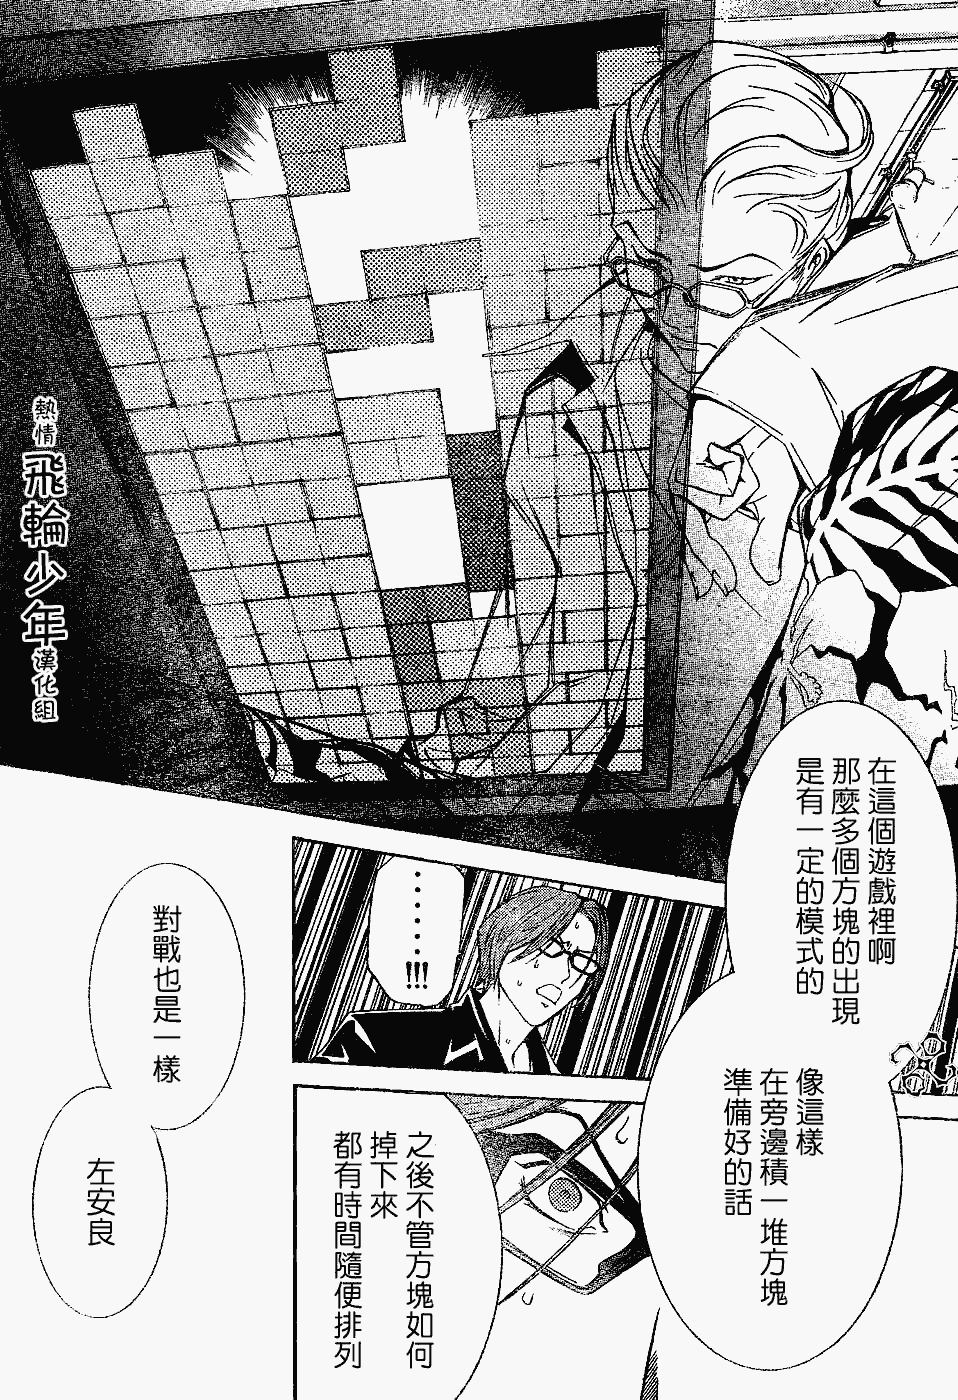 在這個遊戲裡啊
那麼多個方塊的出現
是有一定的模式的
像這樣
在旁邊積一堆方塊
準備好的話
‥‥‥!!!
之後不管方塊如何
掉下來
都有時間隨便排列
對戰也是一樣
左安良
熱情飛輪少年漢化組